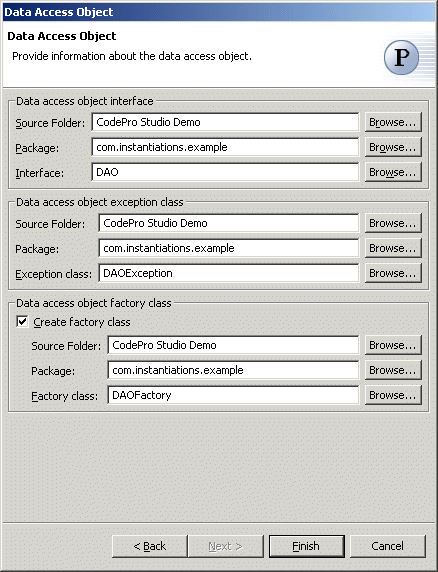 Data Access Object
Data Access Object
Provide information about the data access object.
P
Data access object interface
Source Folder: CodePro Studio Demo Browse...
Package: com.instantiations.example Browse...
Interface: DAO Browse...
Data access object exception class
Source Folder: CodePro Studio Demo Browse...
Package: com.instantiations.example Browse...
Exception class: DAOException Browse...
Data access object factory class
Create factory class
Source Folder: CodePro Studio Demo Browse...
Package: com.instantiations.example Browse...
Factory class: DAOFactory Browse...
< Back Next > Finish Cancel